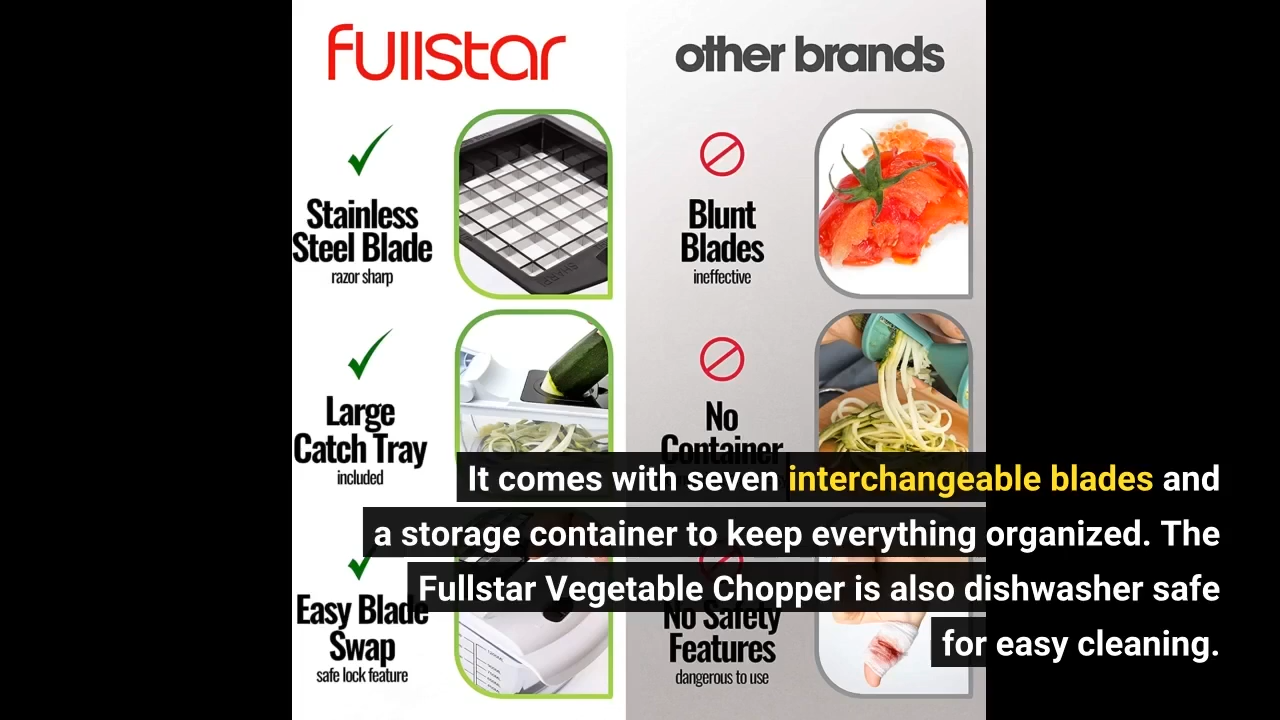 fullstar
other brands
Stainless
Steel Blade
razor sharp
Blunt
Blades
ineffective
Large
Catch Tray
included
No
Container
It comes with seven interchangeable blades and
a storage container to keep everything organized. The
Fullstar Vegetable Chopper is also dishwasher safe
for easy cleaning.
Easy Blade
Swap
safe lock feature
No Safety
Features
dangerous to use